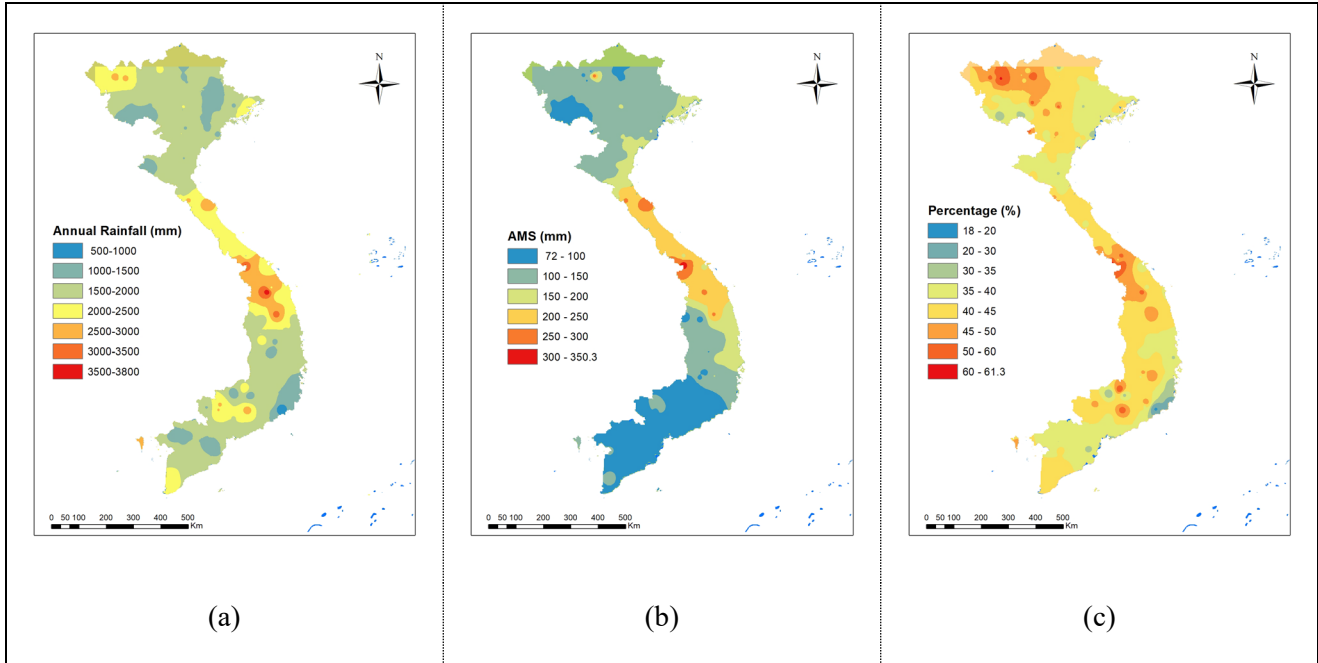 N
Annual Rainfall (mm)
500-1000
1000-1500
1500-2000
2000-2500
2500-3000
3000-3500
3500-3800
0 50 100 200 300 400 500
Km
(a)
N
AMS (mm)
72 - 100
100 - 150
150 - 200
200 - 250
250 - 300
300 - 350.3
0 50 100 200 300 400 500
Km
(b)
N
Percentage (%)
18 - 20
20 - 30
30 - 35
35 - 40
40 - 45
45 - 50
50 - 60
60 - 61.3
0 50 100 200 300 400 500
Km
(c)